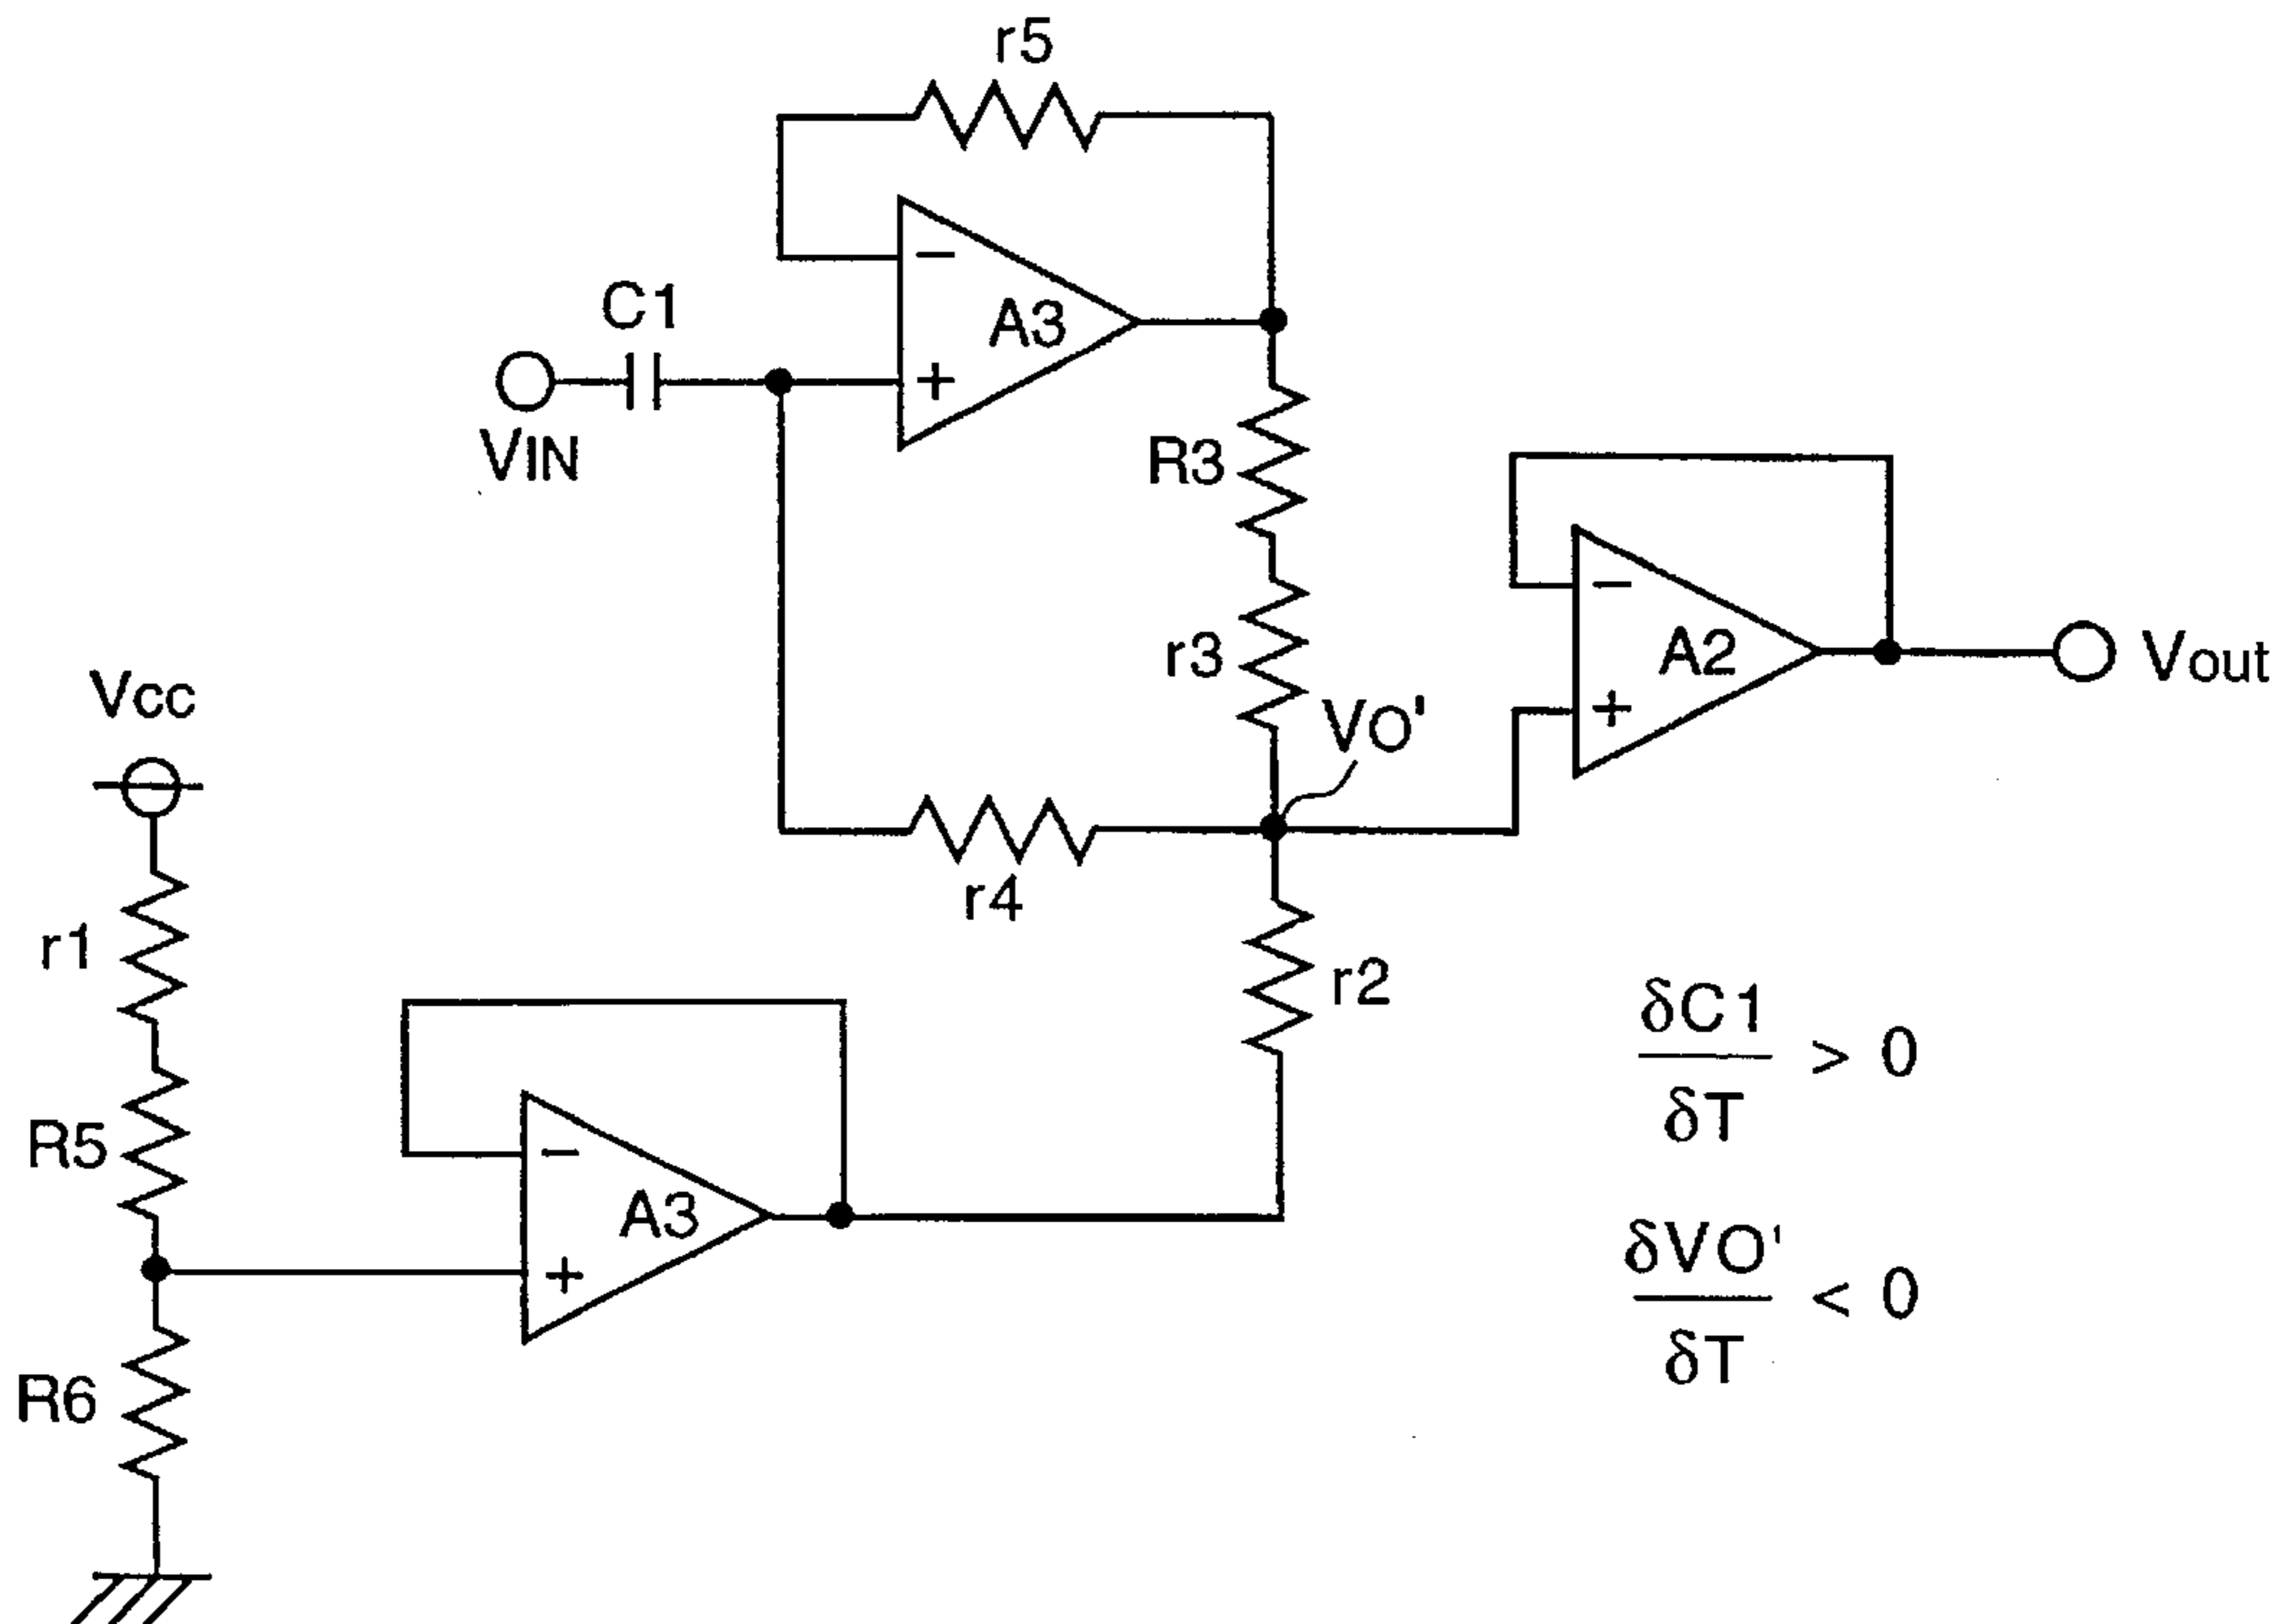 r5
C1
A3
−
+
VIN
R3
r3
VO'
A2
−
+
Vout
VCC
r4
r1
r2
δC1
δT
> 0
R5
−
A3
+
δVO'
δT
< 0
R6